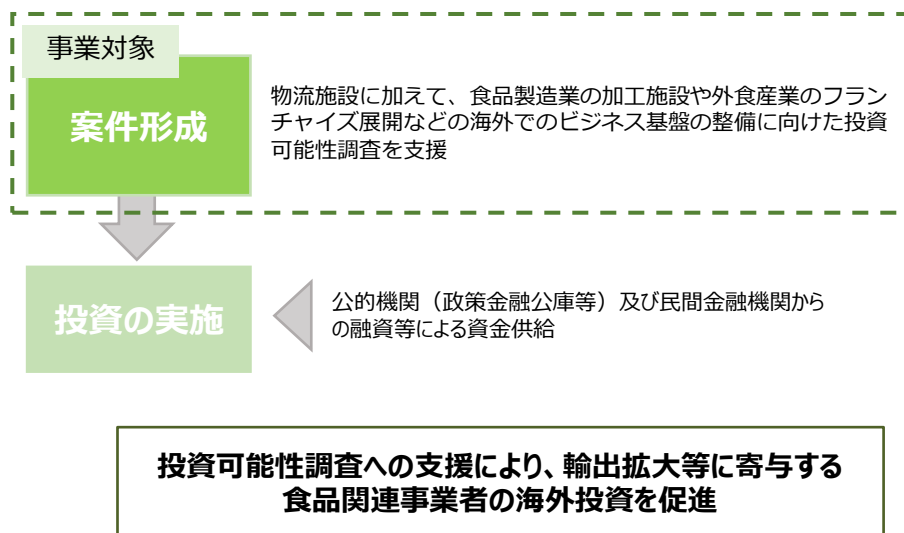 事業対象
案件形成
物流施設に加えて、食品製造業の加工施設や外食産業のフラン
チャイズ展開などの海外でのビジネス基盤の整備に向けた投資
可能性調査を支援
投資の実施
公的機関（政策金融公庫等）及び民間金融機関から
の融資等による資金供給
投資可能性調査への支援により、輸出拡大等に寄与する
食品関連事業者の海外投資を促進